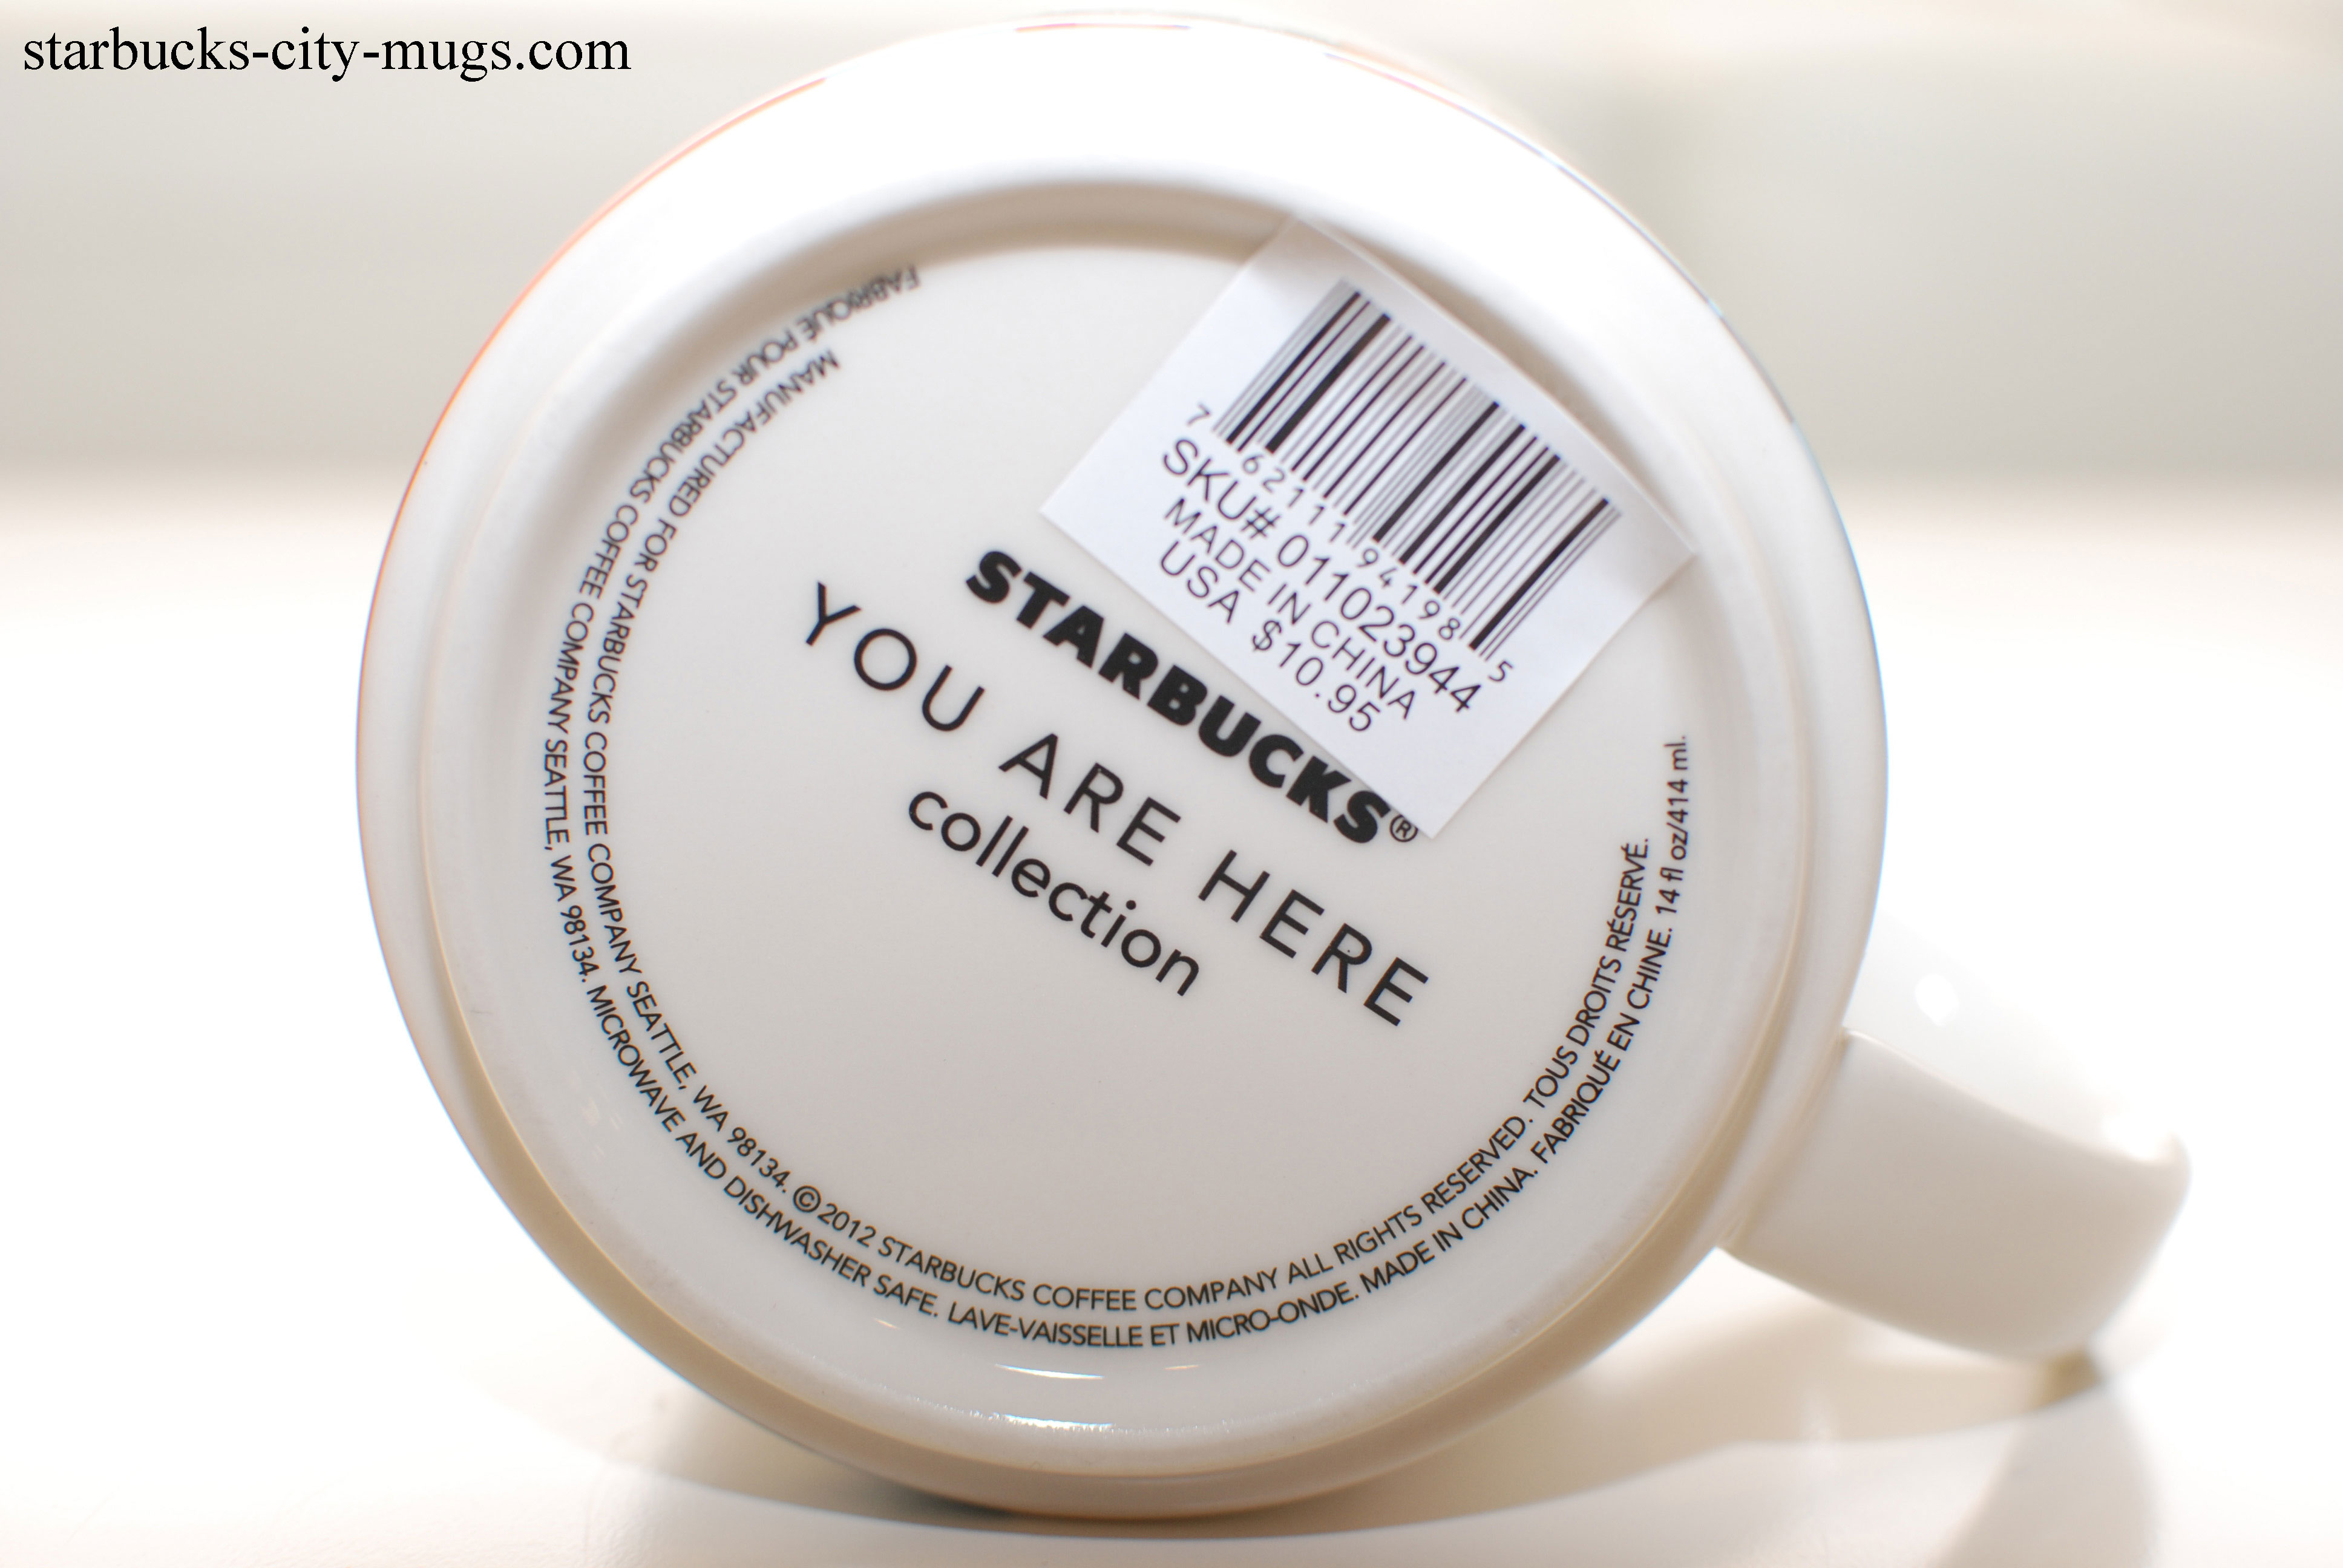 starbucks-city-mugs.com
7 62111 94198 5
SKU# 011023944
MADE IN CHINA
USA $10.95
STARBUCKS®
YOU ARE HERE
collection
MANUFACTURED FOR STARBUCKS COFFEE COMPANY SEATTLE, WA 98134. ©2012 STARBUCKS COFFEE COMPANY ALL RIGHTS RESERVED. TOUS DROITS RÉSERVÉ.
FABRIQUÉ POUR STARBUCKS COFFEE COMPANY SEATTLE, WA 98134. MICROWAVE AND DISHWASHER SAFE. LAVE-VAISSELLE ET MICRO-ONDE. MADE IN CHINA. FABRIQUÉ EN CHINE. 14 fl oz/414 ml.